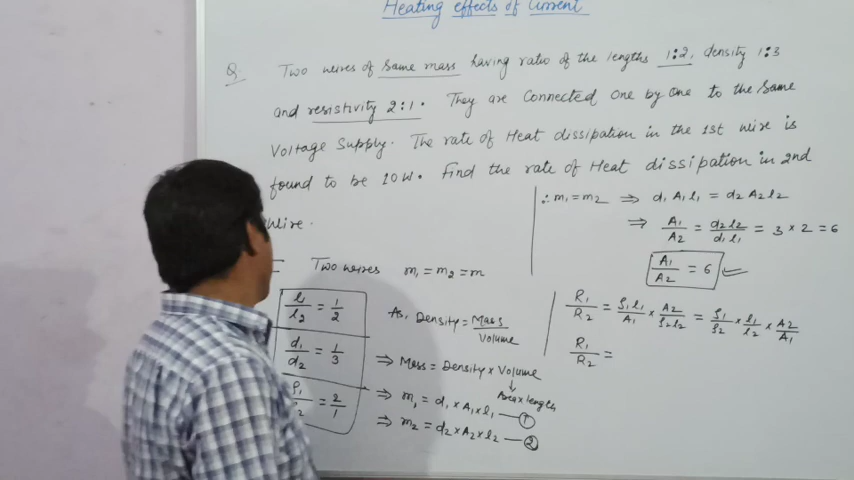 Heating effects of Current
Q. Two wires of same mass having ratio of the lengths 1:2, density 1:3
and resistivity 2:1. They are Connected one by one to the same
Voltage Supply. The rate of Heat dissipation in the 1st wire is
found to be 10 W. Find the rate of Heat dissipation in 2nd
wire.
Two wires m₁ = m₂ = m
l₁/l₂ = 1/2
d₁/d₂ = 1/3
ρ₁/ρ₂ = 2/1
As, Density = Mass/Volume
⇒ Mass = Density × Volume
↓
Area × length
⇒ m₁ = d₁ × A₁ × l₁ — ①
⇒ m₂ = d₂ × A₂ × l₂ — ②
∴ m₁ = m₂ ⇒ d₁ A₁ l₁ = d₂ A₂ l₂
⇒ A₁/A₂ = d₂ l₂/d₁ l₁ = 3 × 2 = 6
A₁/A₂ = 6
R₁/R₂ = ρ₁ l₁/A₁ × A₂/ρ₂ l₂ = ρ₁/ρ₂ × l₁/l₂ × A₂/A₁
R₁/R₂ =